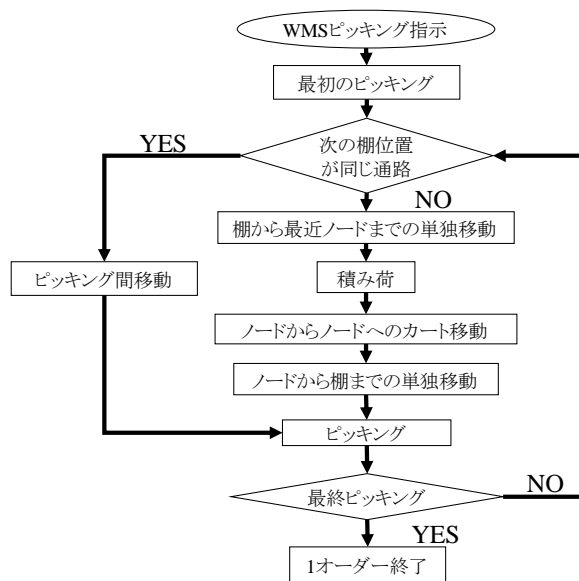 WMSピッキング指示
最初のピッキング
YES
次の棚位置
が同じ通路
NO
棚から最近ノードまでの単独移動
ピッキング間移動
積み荷
ノードからノードへのカート移動
ノードから棚までの単独移動
ピッキング
最終ピッキング
NO
YES
1オーダー終了